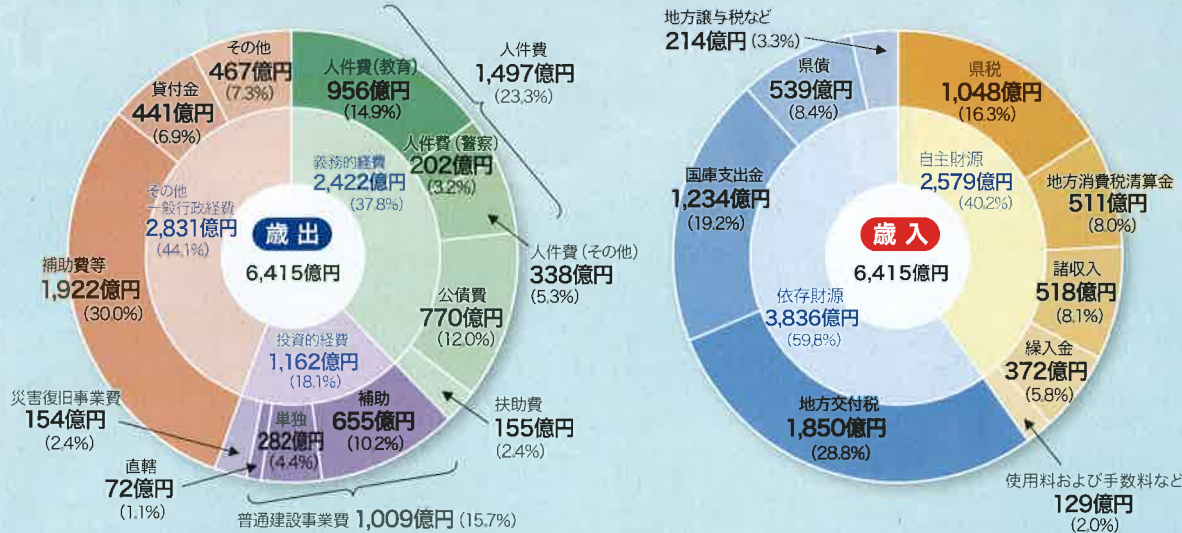 その他
467億円
(7.3%)
貸付金
441億円
(6.9%)
人件費(教育)
956億円
(14.9%)
人件費
1,497億円
(23.3%)
人件費(警察)
202億円
(3.2%)
義務的経費
2,422億円
(37.8%)
その他
一般行政経費
2,831億円
(44.1%)
歳出
6,415億円
人件費(その他)
338億円
(5.3%)
補助費等
1,922億円
(30.0%)
公債費
770億円
(12.0%)
投資的経費
1,162億円
(18.1%)
災害復旧事業費
154億円
(2.4%)
単独
282億円
(4.4%)
補助
655億円
(10.2%)
扶助費
155億円
(2.4%)
直轄
72億円
(1.1%)
普通建設事業費 1,009億円 (15.7%)
地方譲与税など
214億円 (3.3%)
県債
539億円
(8.4%)
県税
1,048億円
(16.3%)
国庫支出金
1,234億円
(19.2%)
自主財源
2,579億円
(40.2%)
地方消費税清算金
511億円
(8.0%)
歳入
6,415億円
諸収入
518億円
(8.1%)
依存財源
3,836億円
(59.8%)
繰入金
372億円
(5.8%)
地方交付税
1,850億円
(28.8%)
使用料および手数料など
129億円
(2.0%)